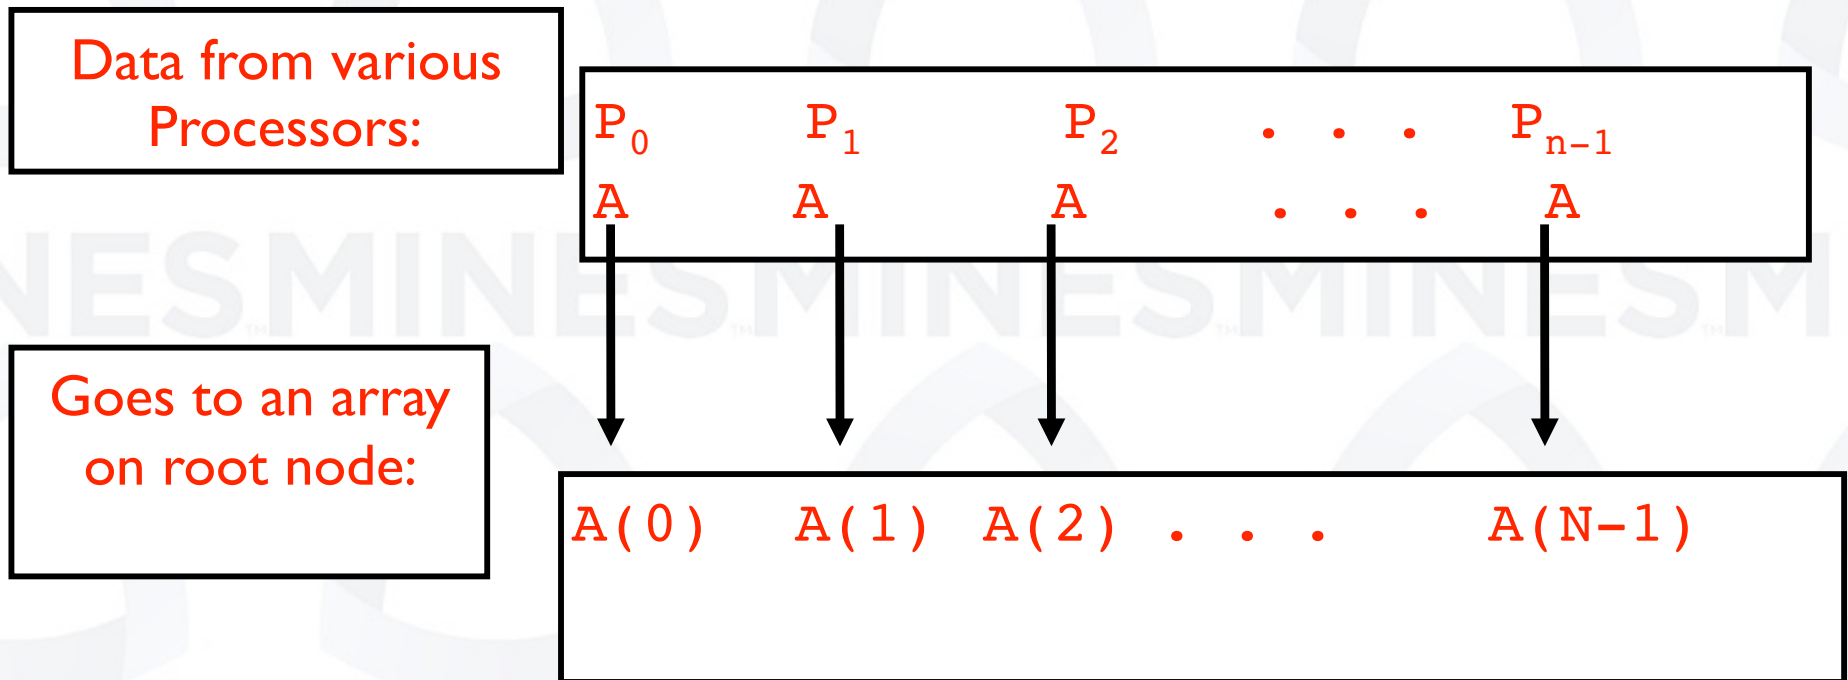 Data from various
Processors:
P₀ P₁ P₂ . . . Pₙ₋₁
A A A . . . A
NESMINES™MINES™MINES™M
Goes to an array
on root node:
A(0) A(1) A(2) . . . A(N-1)